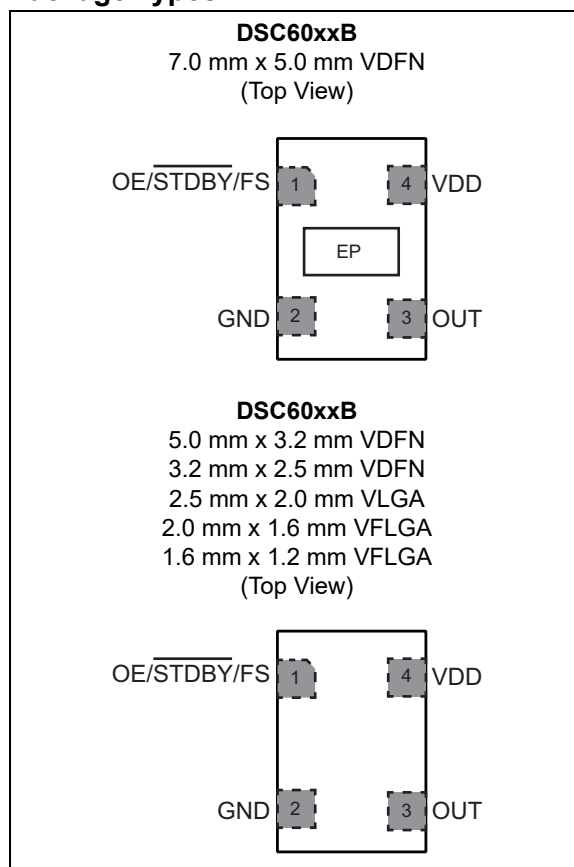 DSC60xxB
7.0 mm x 5.0 mm VDFN
(Top View)
OE/STDBY/FS 1 4 VDD
EP
GND 2 3 OUT
DSC60xxB
5.0 mm x 3.2 mm VDFN
3.2 mm x 2.5 mm VDFN
2.5 mm x 2.0 mm VLGA
2.0 mm x 1.6 mm VFLGA
1.6 mm x 1.2 mm VFLGA
(Top View)
OE/STDBY/FS 1 4 VDD
GND 2 3 OUT